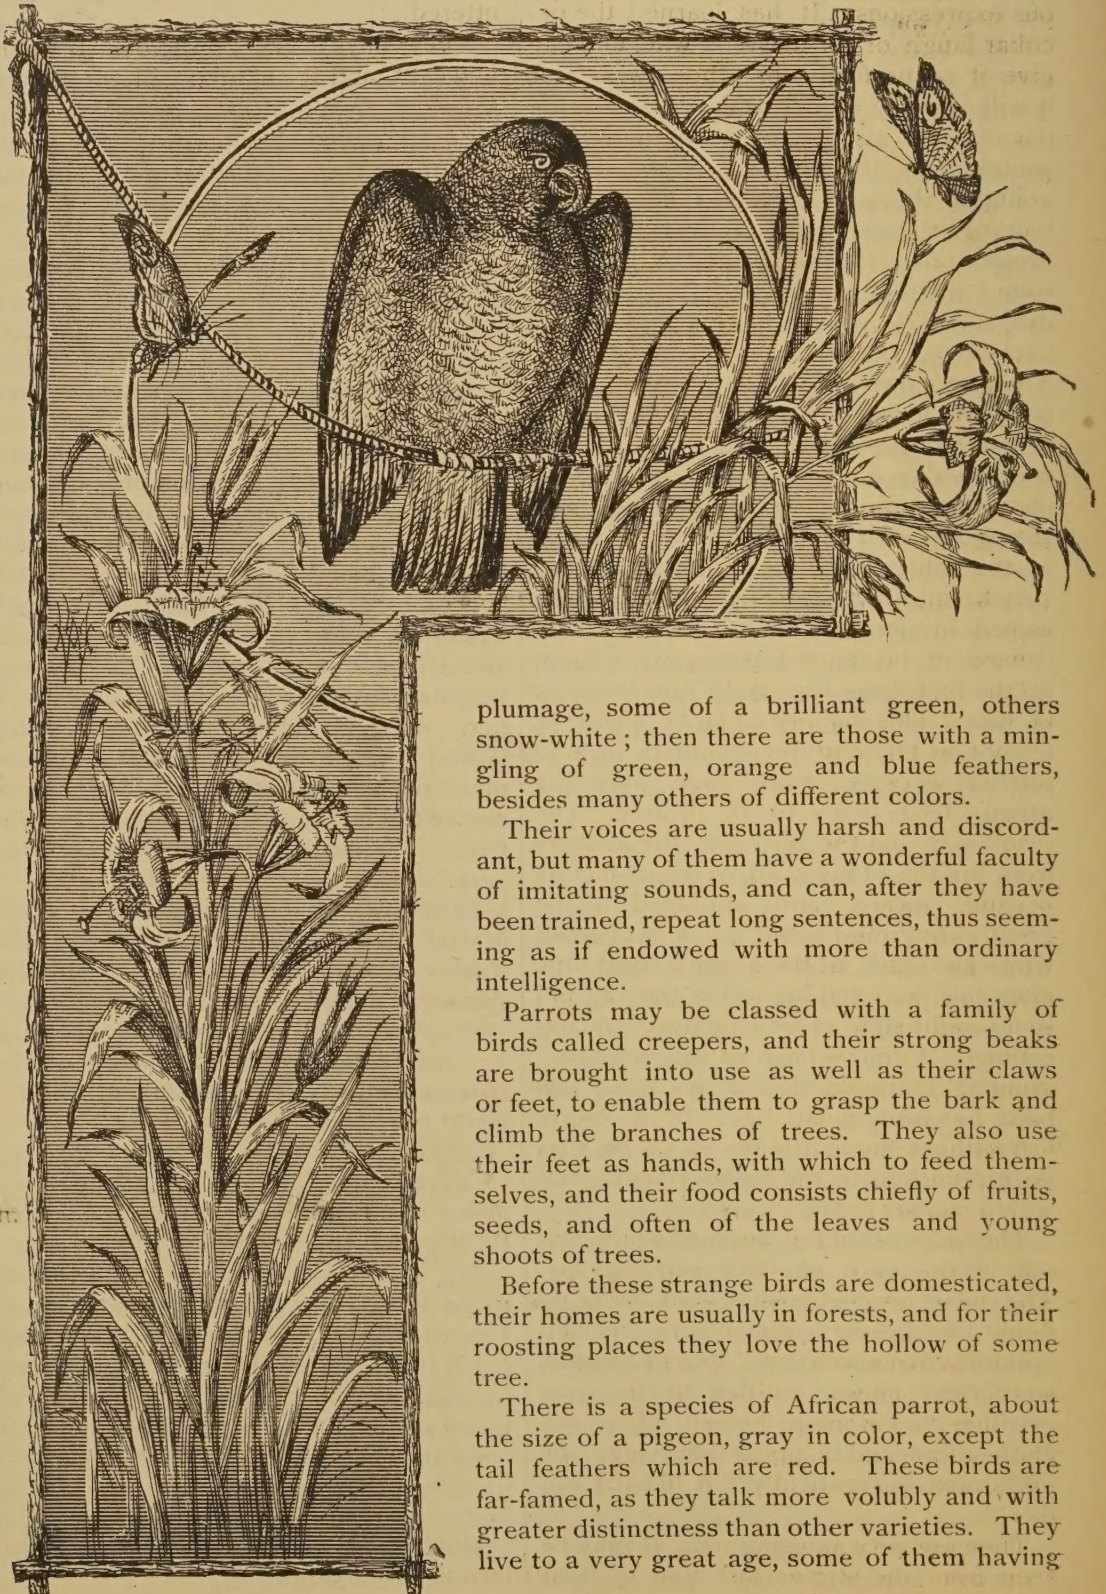 plumage, some of a brilliant green, others
snow-white; then there are those with a min-
gling of green, orange and blue feathers,
besides many others of different colors.
Their voices are usually harsh and discord-
ant, but many of them have a wonderful faculty
of imitating sounds, and can, after they have
been trained, repeat long sentences, thus seem-
ing as if endowed with more than ordinary
intelligence.
Parrots may be classed with a family of
birds called creepers, and their strong beaks
are brought into use as well as their claws
or feet, to enable them to grasp the bark and
climb the branches of trees. They also use
their feet as hands, with which to feed them-
selves, and their food consists chiefly of fruits,
seeds, and often of the leaves and young
shoots of trees.
Before these strange birds are domesticated,
their homes are usually in forests, and for their
roosting places they love the hollow of some
tree.
There is a species of African parrot, about
the size of a pigeon, gray in color, except the
tail feathers which are red. These birds are
far-famed, as they talk more volubly and with
greater distinctness than other varieties. They
live to a very great age, some of them having